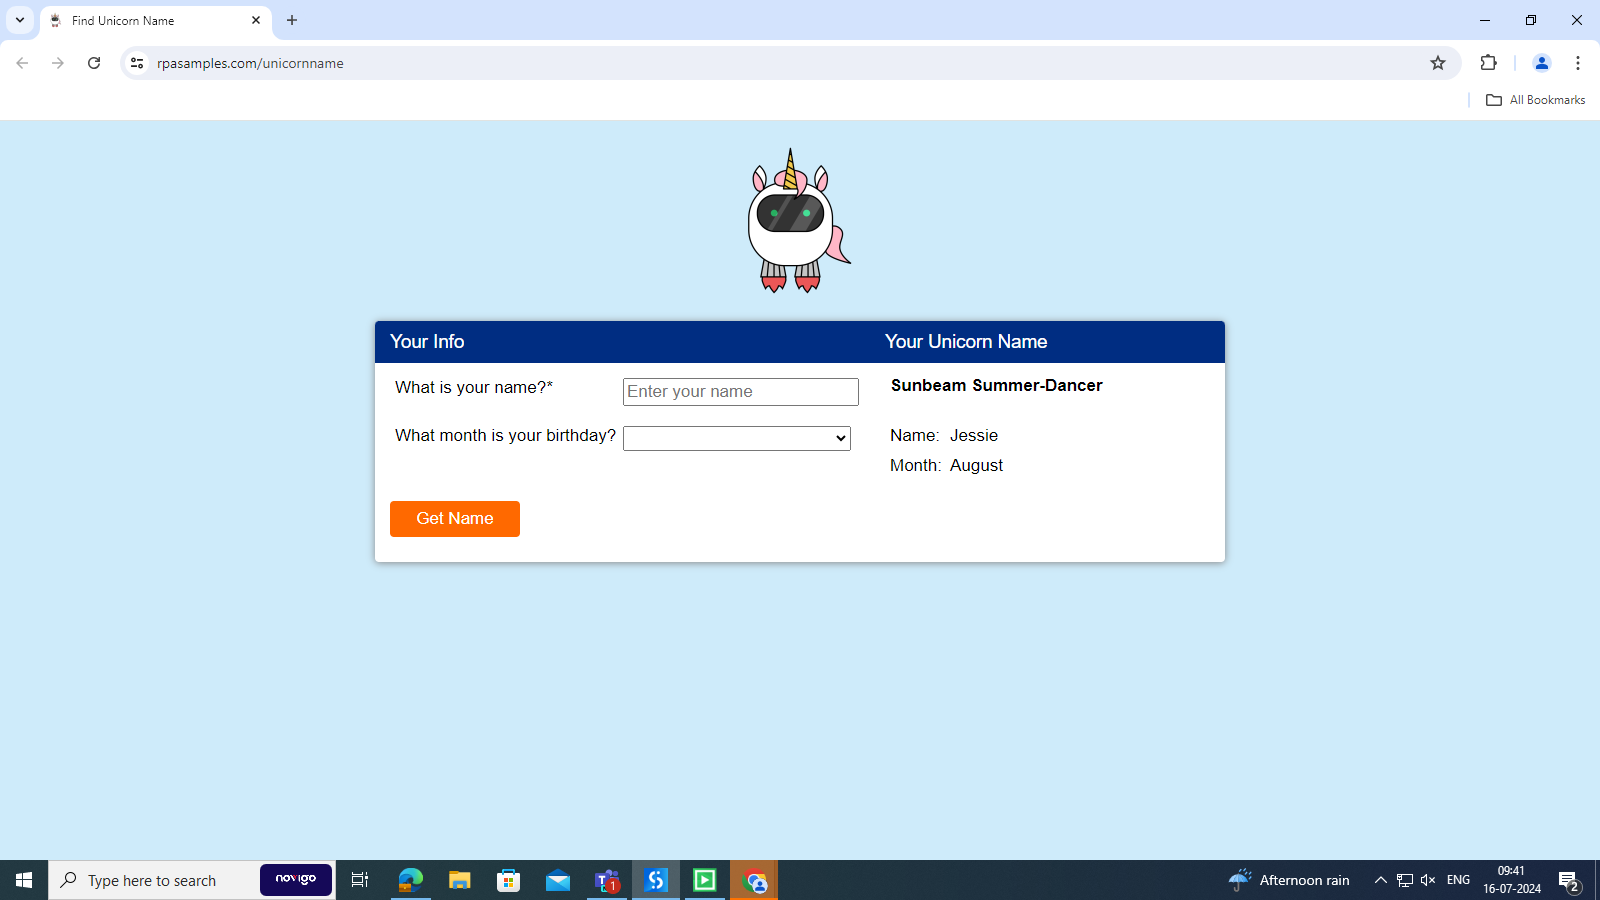 Find Unicorn Name
rpasamples.com/unicornname
All Bookmarks
Your Info
Your Unicorn Name
What is your name?*
Enter your name
Sunbeam Summer-Dancer
What month is your birthday?
Name: Jessie
Month: August
Get Name
Type here to search
novigo
1
Afternoon rain
ENG
09:41
16-07-2024
2